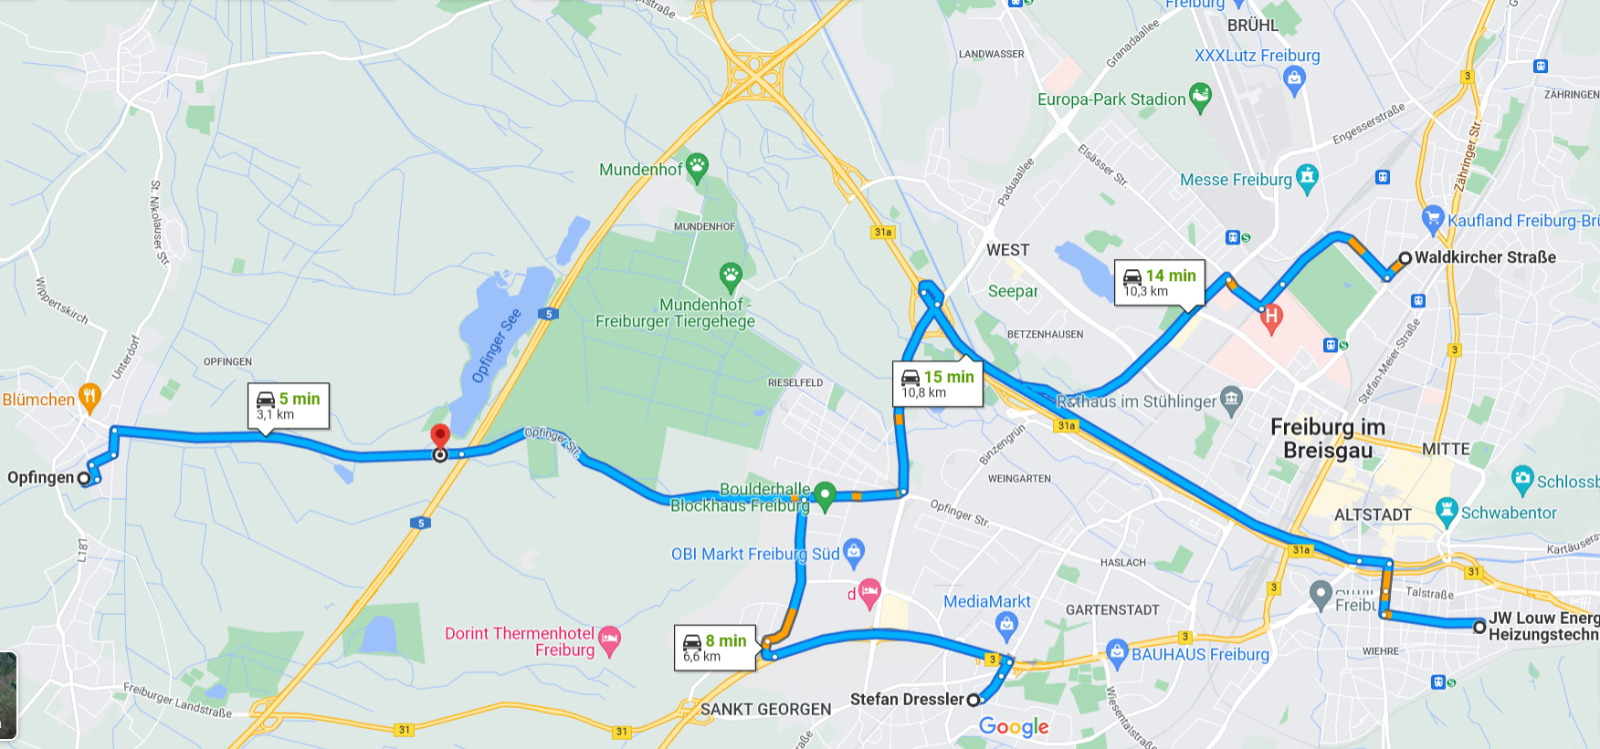 Freiburg
BRÜHL
XXXLutz Freiburg
LANDWASSER
Granadaallee
3
ZÄHRINGEN
Europa-Park Stadion
Engesserstraße
Zähringer Str.
Elsässer Str.
Paduaallee
Mundenhof
Messe Freiburg
St. Nikolauser Str.
MUNDENHOF
31a
WEST
Kaufland Freiburg-Brü
Waldkircher Straße
14 min
10,3 km
Wippertskirch
Mundenhof -
Freiburger Tiergehege
Seepar
5
Opfinger See
BETZENHAUSEN
Unterdorf
OPFINGEN
Stefan-Meier-Straße
3
RIESELFELD
15 min
10,8 km
Blümchen
5 min
3,1 km
Rathaus im Stühlinger
31a
Freiburg im
Breisgau
MITTE
Opfinger Str.
Binzengrün
Opfingen
WEINGARTEN
Boulderhalle
Blockhaus Freiburg
Opfinger Str.
ALTSTADT
Schlossb
Schwabentor
5
L187
OBI Markt Freiburg Süd
31a
Kartäusers
HASLACH
31
3
d
MediaMarkt
GARTENSTADT
Freibu
Talstraße
JW Louw Energ
Heizungstechn
Dorint Thermenhotel
Freiburg
8 min
6,6 km
3
3
BAUHAUS Freiburg
WIEHRE
Freiburger Landstraße
Stefan Dressler
SANKT GEORGEN
Wiesentalstraße
31
31
Google